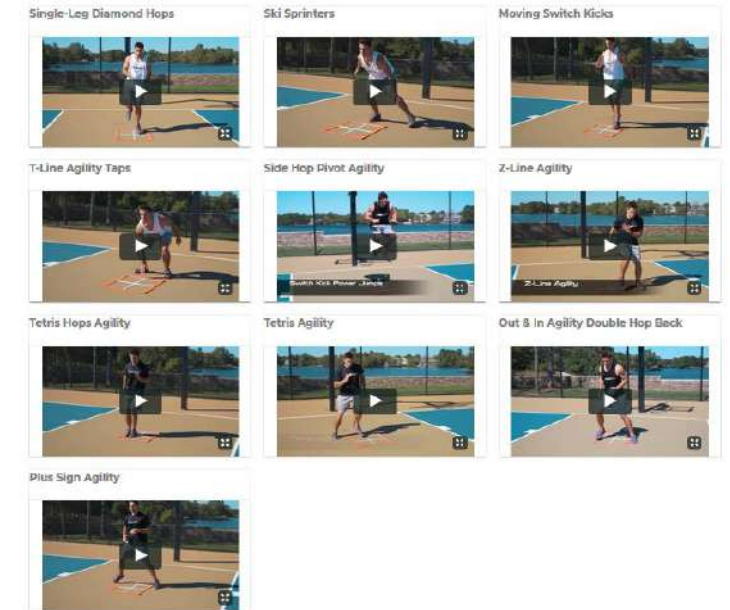 Single-Leg Diamond Hops
Ski Sprinters
Moving Switch Kicks
T-Line Agility Taps
Side Hop Pivot Agility
Z-Line Agility
Switch Kick Power Jumps
Z-Line Agility
Tetris Hops Agility
Tetris Agility
Out & In Agility Double Hop Back
Plus Sign Agility